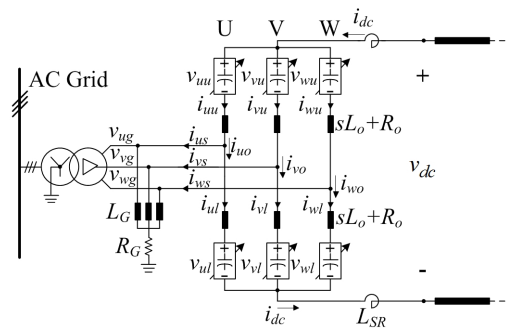 U V W i_dc
AC Grid
v_uu v_vu v_wu +
i_uu i_vu i_wu sL_o+R_o
v_ug i_us i_uo
v_vg i_vs i_vo
v_wg i_ws i_wo v_dc
L_G i_ul i_vl i_wl sL_o+R_o
R_G
v_ul v_vl v_wl -
i_dc L_SR